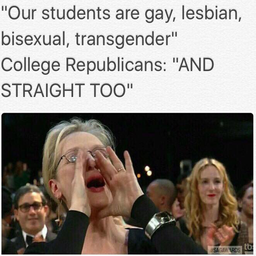 "Our students are gay, lesbian,
bisexual, transgender"
College Republicans: "AND
STRAIGHT TOO"